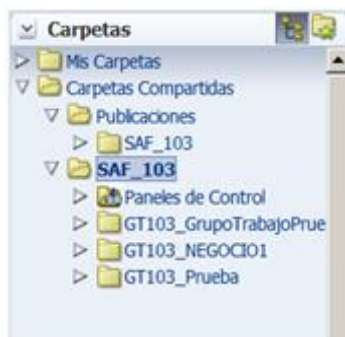 Carpetas
Mis Carpetas
Carpetas Compartidas
Publicaciones
SAF_103
SAF_103
Paneles de Control
GT103_GrupoTrabajoPrue
GT103_NEGOCIO1
GT103_Prueba